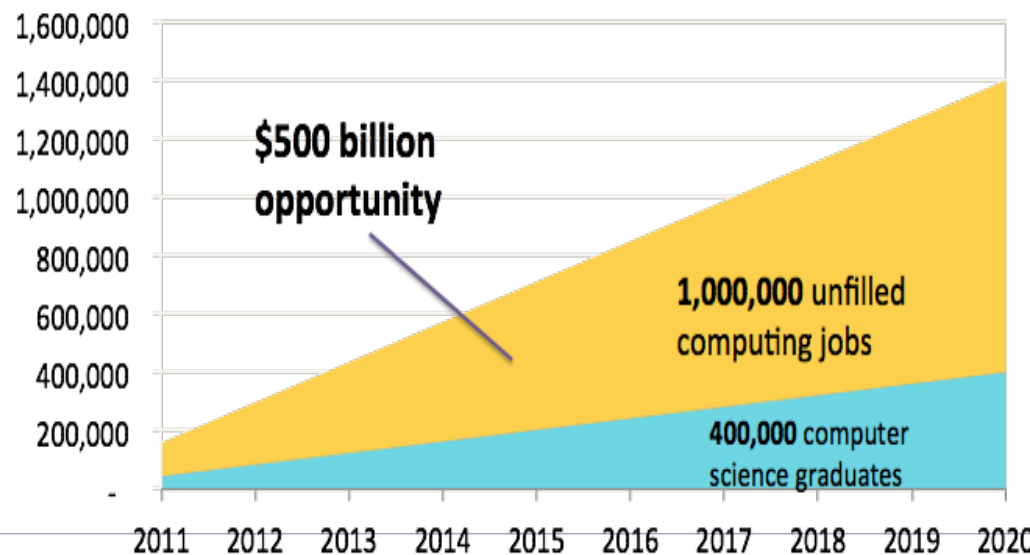 1,600,000
1,400,000
1,200,000
1,000,000
800,000
600,000
400,000
200,000
-
$500 billion
opportunity
1,000,000 unfilled
computing jobs
400,000 computer
science graduates
2011 2012 2013 2014 2015 2016 2017 2018 2019 2020